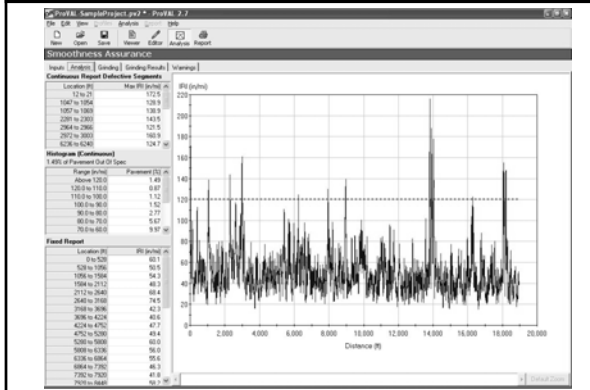 ProVAL-SampleProject.pv2 * - ProVAL 2.7
File Edit View Profiles Analysis Report Help
New Open Save Viewer Editor Analysis Report
Smoothness Assurance
Inputs Analysis Grinding Grinding Results Warnings
Continuous Report Defective Segments
Location (ft) Max IRI (in/mi)
12 to 21 172.5
1047 to 1054 128.9
1057 to 1069 138.9
2281 to 2303 143.5
2964 to 2966 121.5
2972 to 3003 160.9
6236 to 6240 124.7
Histogram (Continuous)
1.49% of Pavement Out Of Spec
Range (in/mi) Pavement (%)
Above 120.0 1.49
120.0 to 110.0 0.87
110.0 to 100.0 1.12
100.0 to 90.0 1.52
90.0 to 80.0 2.77
80.0 to 70.0 5.67
70.0 to 60.0 9.97
Fixed Report
Location (ft) IRI (in/mi)
0 to 528 60.1
528 to 1056 50.5
1056 to 1584 54.3
1584 to 2112 48.3
2112 to 2640 68.4
2640 to 3168 74.5
3168 to 3696 42.3
3696 to 4224 40.6
4224 to 4752 47.7
4752 to 5280 49.4
5280 to 5808 60.0
5808 to 6336 56.0
6336 to 6864 55.6
6864 to 7392 46.3
7392 to 7920 41.8
IRI (in/mi)
220
200
180
160
140
120
100
80
60
40
20
0
0 2,000 4,000 6,000 8,000 10,000 12,000 14,000 16,000 18,000 20,000
Distance (ft)
Default Zoom